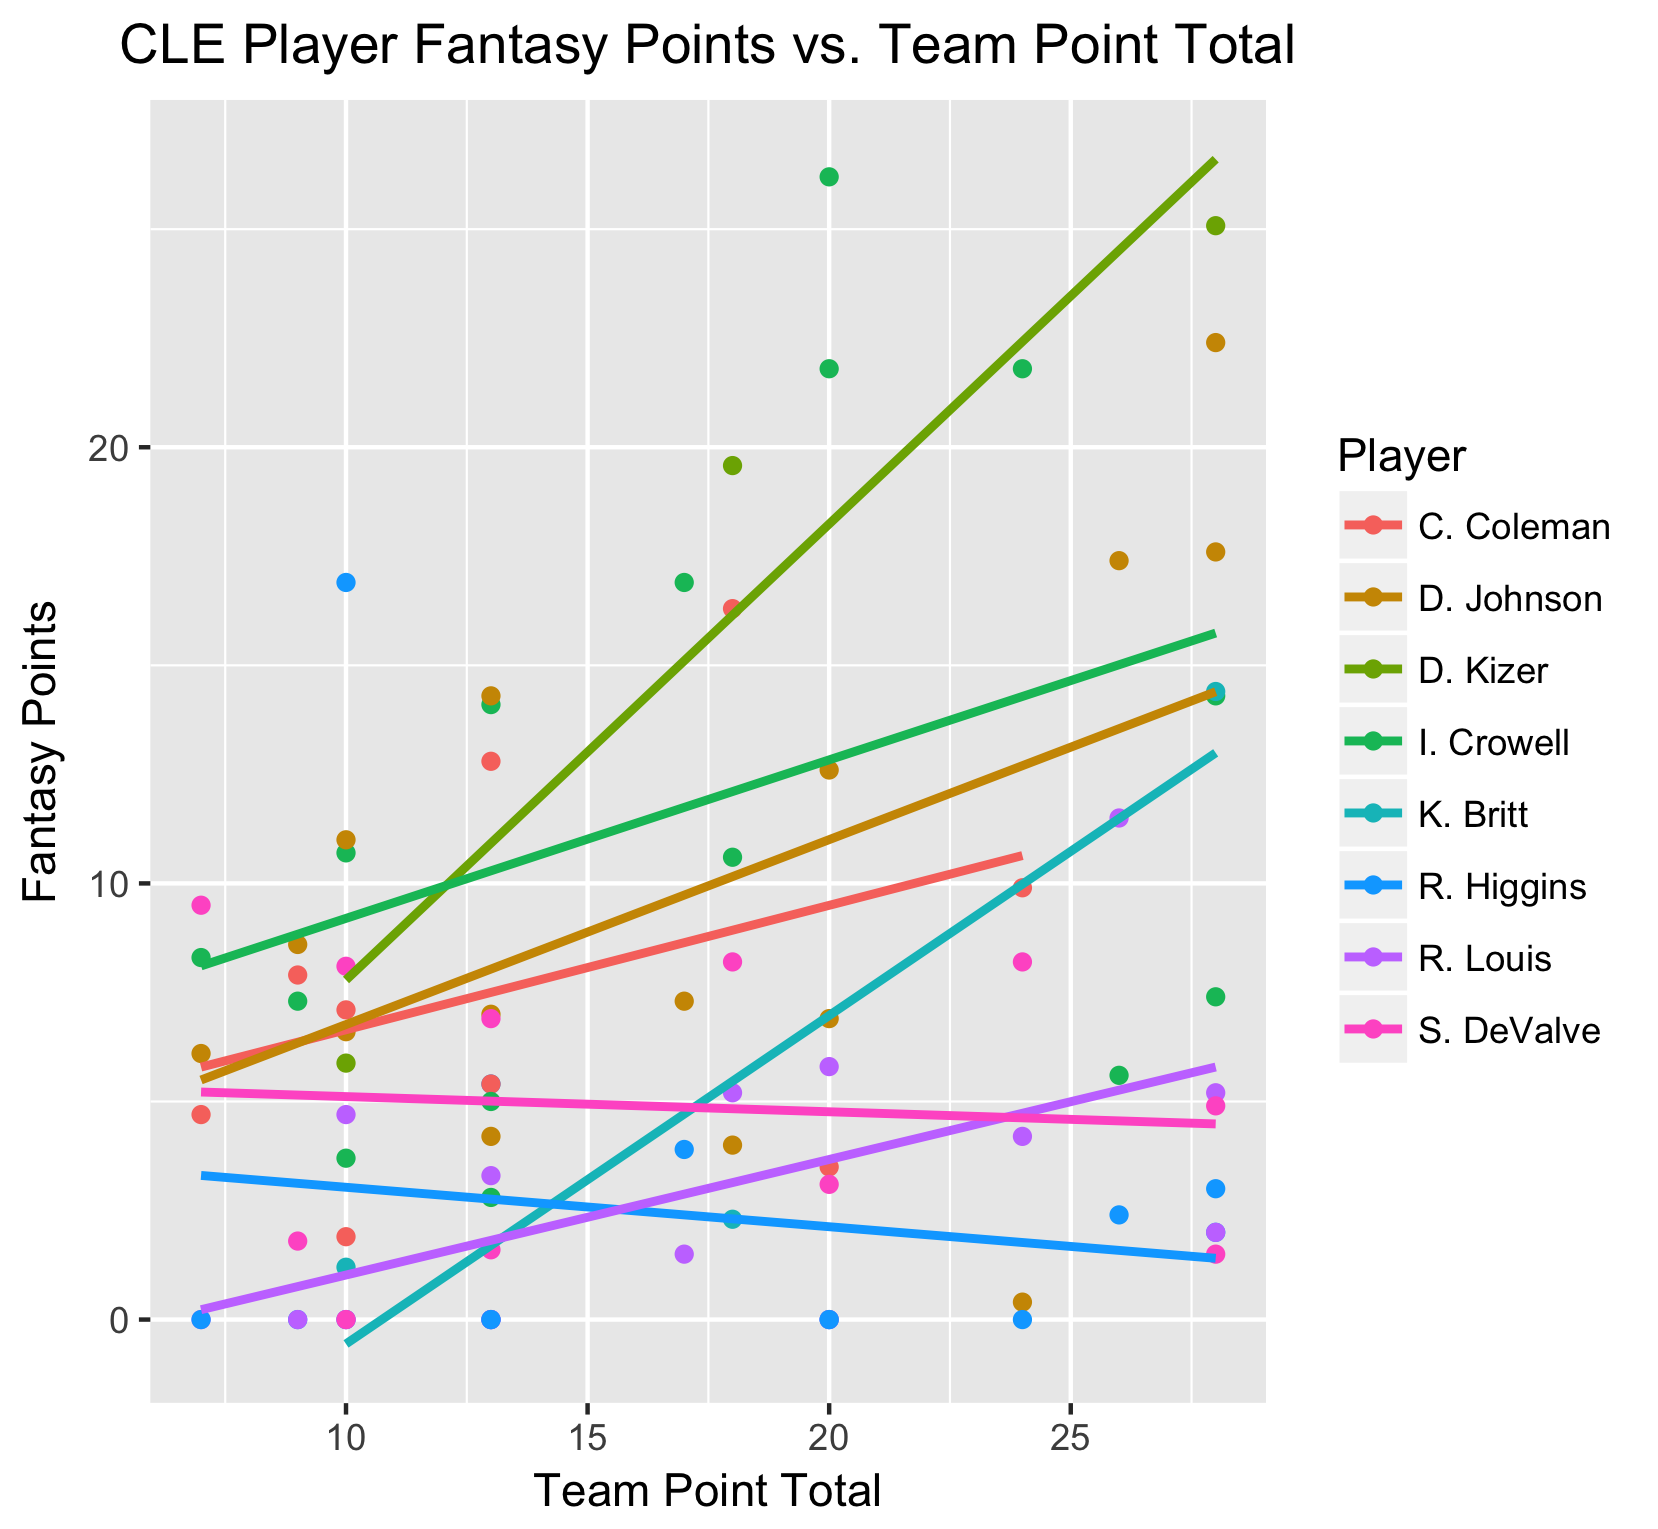 CLE Player Fantasy Points vs. Team Point Total
Fantasy Points
20
10
0
10
15
20
25
Team Point Total
Player
C. Coleman
D. Johnson
D. Kizer
I. Crowell
K. Britt
R. Higgins
R. Louis
S. DeValve